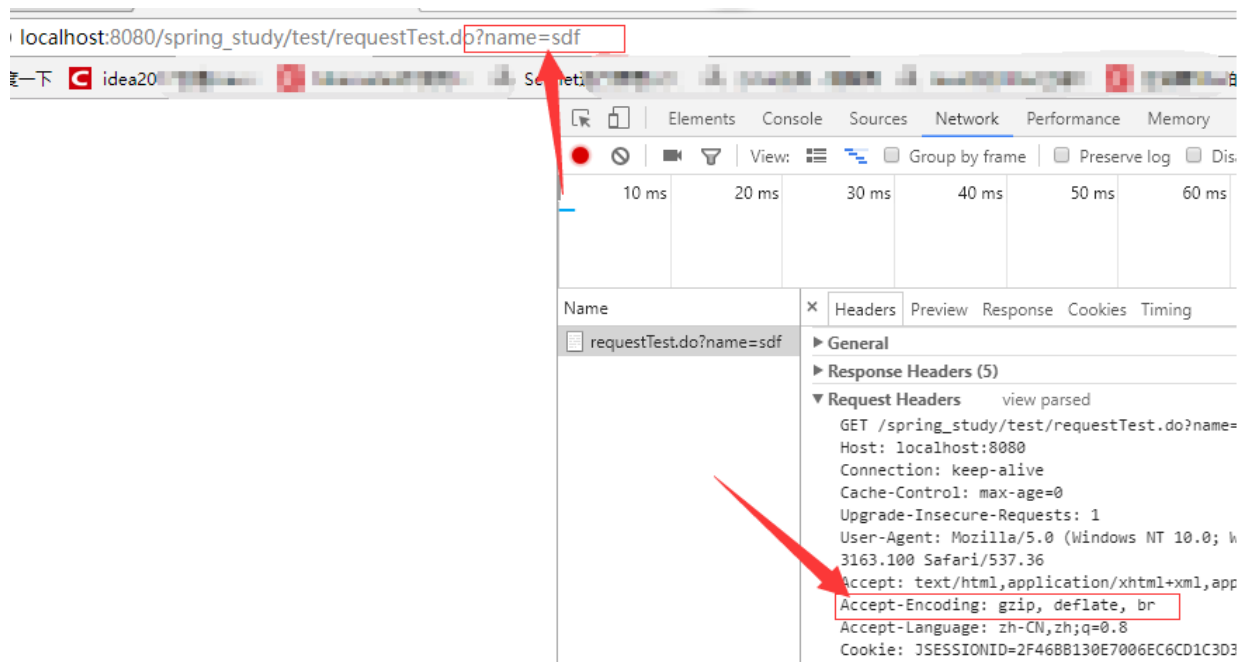 localhost:8080/spring_study/test/requestTest.do?name=sdf
度一下 idea20
Elements Console Sources Network Performance Memory
View: Group by frame Preserve log Dis
10 ms 20 ms 30 ms 40 ms 50 ms 60 ms
Name
× Headers Preview Response Cookies Timing
requestTest.do?name=sdf
▶ General
▶ Response Headers (5)
▼ Request Headers view parsed
GET /spring_study/test/requestTest.do?name=
Host: localhost:8080
Connection: keep-alive
Cache-Control: max-age=0
Upgrade-Insecure-Requests: 1
User-Agent: Mozilla/5.0 (Windows NT 10.0; W
3163.100 Safari/537.36
Accept: text/html,application/xhtml+xml,app
Accept-Encoding: gzip, deflate, br
Accept-Language: zh-CN,zh;q=0.8
Cookie: JSESSIONID=2F46BB130E7006EC6CD1C3D3